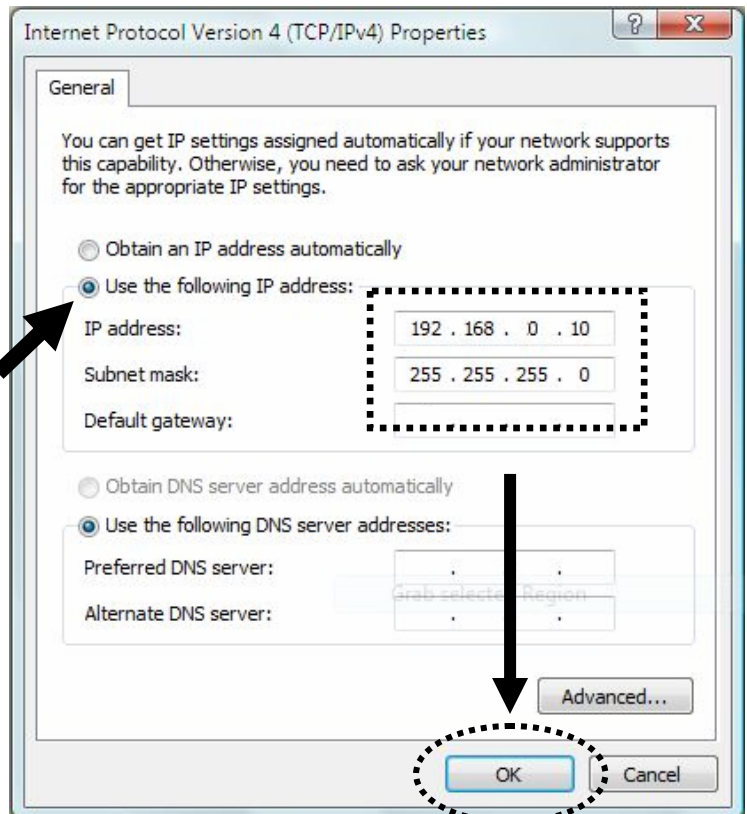 Internet Protocol Version 4 (TCP/IPv4) Properties
General
You can get IP settings assigned automatically if your network supports
this capability. Otherwise, you need to ask your network administrator
for the appropriate IP settings.
Obtain an IP address automatically
Use the following IP address:
IP address: 192 . 168 . 0 . 10
Subnet mask: 255 . 255 . 255 . 0
Default gateway: . . .
Obtain DNS server address automatically
Use the following DNS server addresses:
Preferred DNS server: . . .
Grab selected Region
Alternate DNS server: . . .
Advanced...
OK Cancel